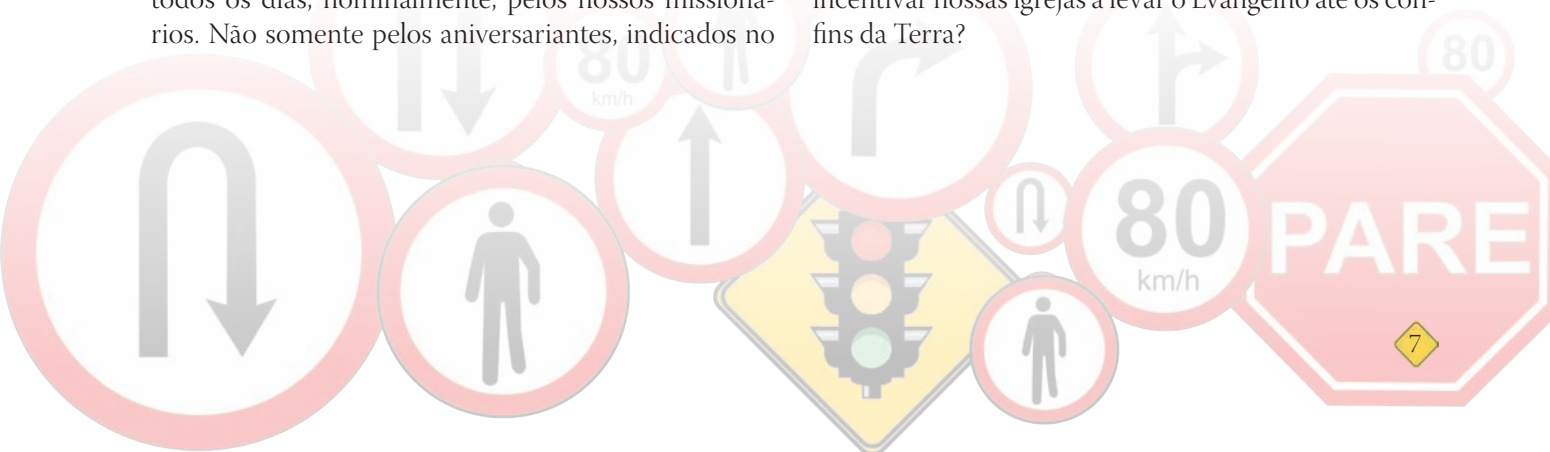 todos os dias, nominalmente, pelos nossos missioná-
rios. Não somente pelos aniversariantes, indicados no
incentivar nossas igrejas a levar o Evangelho até os con-
fins da Terra?
80
km/h
80
80
km/h
PARE
7